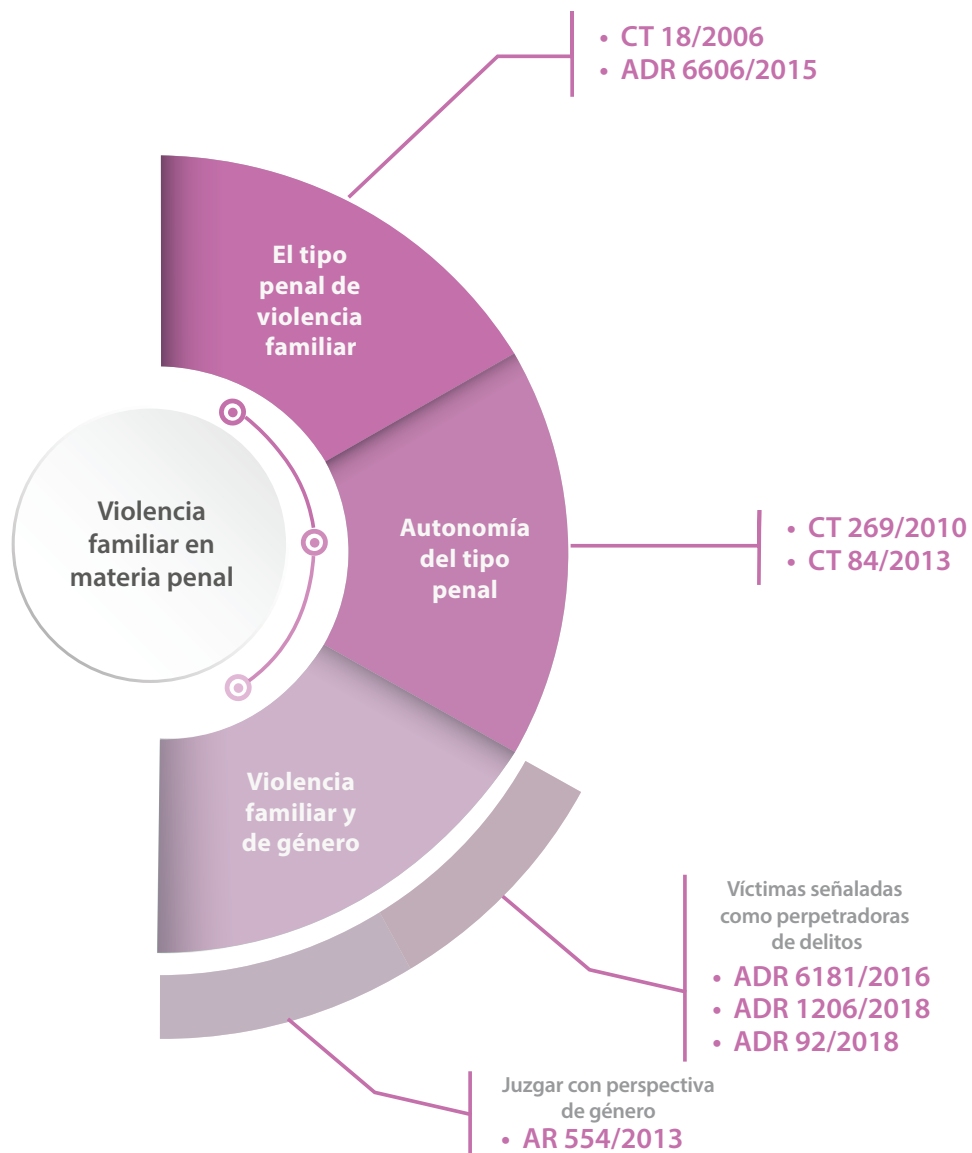 • CT 18/2006
• ADR 6606/2015
El tipo
penal de
violencia
familiar
Violencia
familiar en
materia penal
Autonomía
del tipo
penal
• CT 269/2010
• CT 84/2013
Violencia
familiar y
de género
Víctimas señaladas
como perpetradoras
de delitos
• ADR 6181/2016
• ADR 1206/2018
• ADR 92/2018
Juzgar con perspectiva
de género
• AR 554/2013